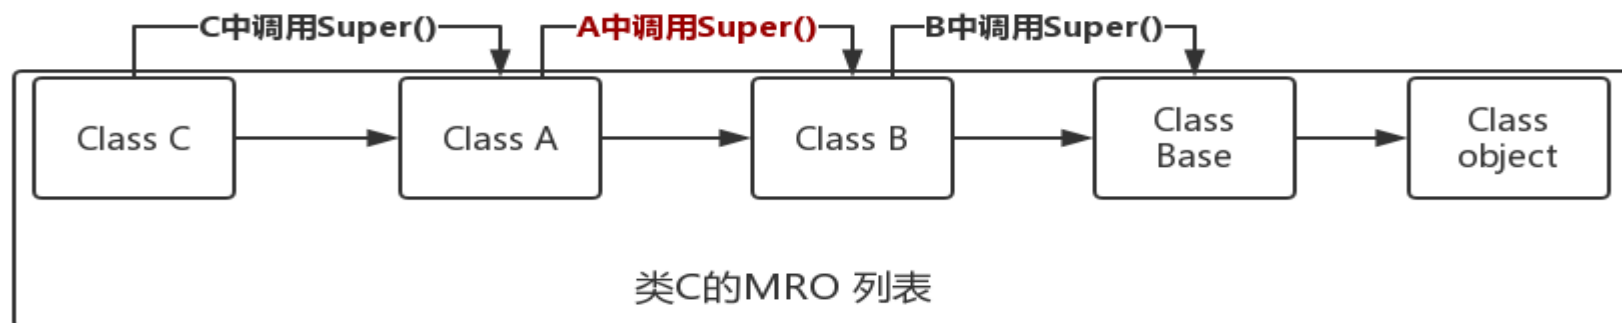 C中调用Super()
A中调用Super()
B中调用Super()
Class C
Class A
Class B
Class
Base
Class
object
类C的MRO 列表